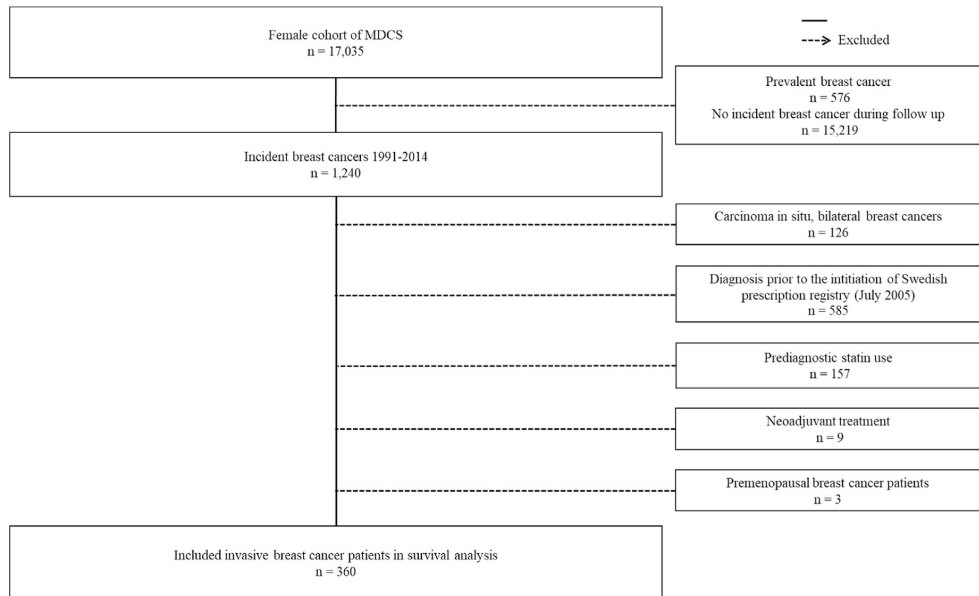 Female cohort of MDCS
n = 17,035
Excluded
Prevalent breast cancer
n = 576
No incident breast cancer during follow up
n = 15,219
Incident breast cancers 1991-2014
n = 1,240
Carcinoma in situ, bilateral breast cancers
n = 126
Diagnosis prior to the intitiation of Swedish
prescription registry (July 2005)
n = 585
Prediagnostic statin use
n = 157
Neoadjuvant treatment
n = 9
Premenopausal breast cancer patients
n = 3
Included invasive breast cancer patients in survival analysis
n = 360